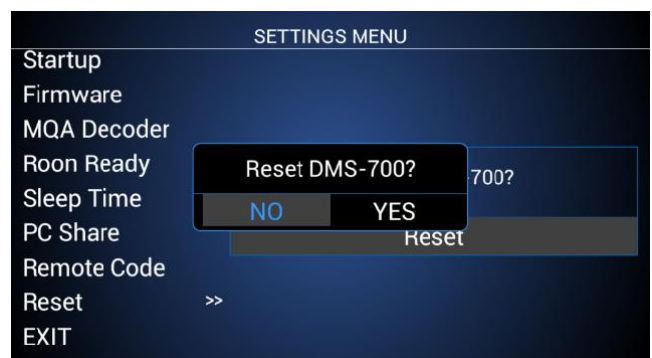 SETTINGS MENU
Startup
Firmware
MQA Decoder
Roon Ready
Sleep Time
PC Share
Remote Code
Reset >>
EXIT
Reset DMS-700?
NO YES
-700?
Reset